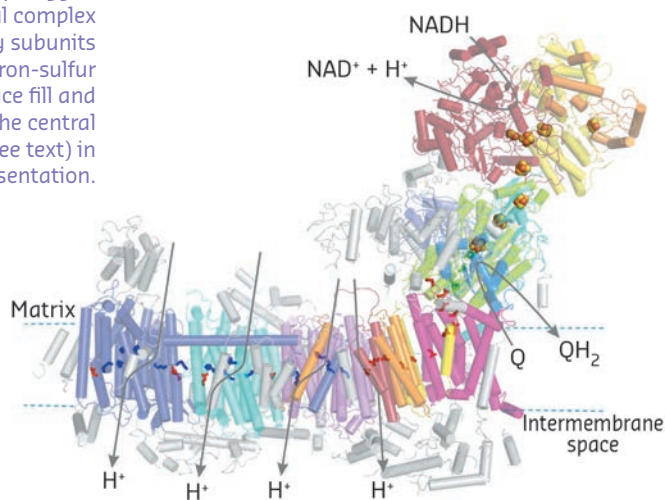 al complex
y subunits
ron-sulfur
ce fill and
he central
ee text) in
sentation.
NADH
NAD⁺ + H⁺
Matrix
Q
QH₂
Intermembrane
space
H⁺
H⁺
H⁺
H⁺